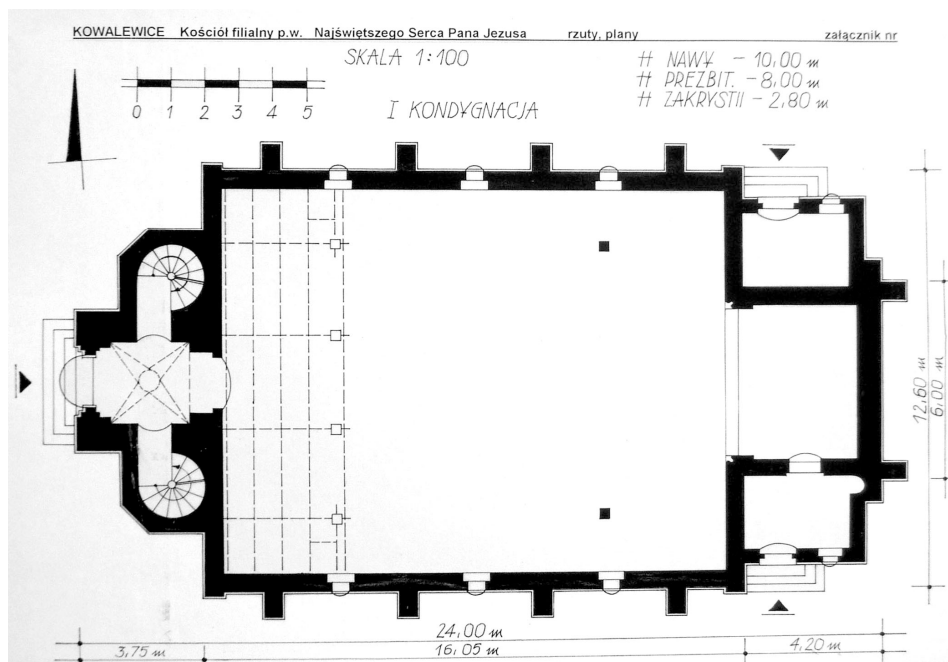 KOWALEWICE Kościół filialny p.w. Najświętszego Serca Pana Jezusa rzuty, plany załącznik nr
SKALA 1:100
H NAWY – 10,00 m
H PREZBIT. – 8,00 m
H ZAKRYSTII – 2,80 m
0 1 2 3 4 5
I KONDYGNACJA
12,60 m
6,00 m
24,00 m
3,75 m 16,05 m 4,20 m